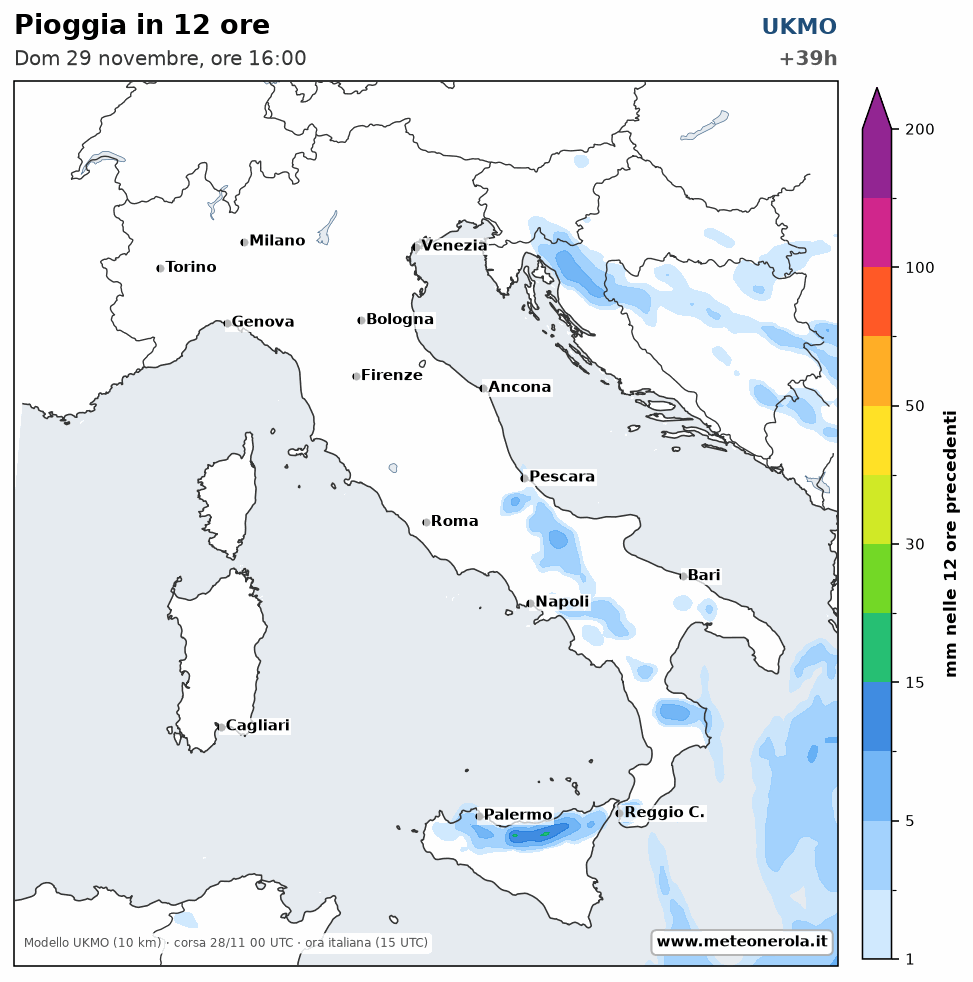 Pioggia in 12 ore
UKMO
Dom 29 novembre, ore 16:00
+39h
Milano
Venezia
Torino
Genova
Bologna
Firenze
Ancona
Pescara
Roma
Bari
Napoli
Cagliari
Palermo
Reggio C.
Modello UKMO (10 km) · corsa 28/11 00 UTC · ora italiana (15 UTC)
www.meteonerola.it
200
100
50
30
15
5
1
mm nelle 12 ore precedenti